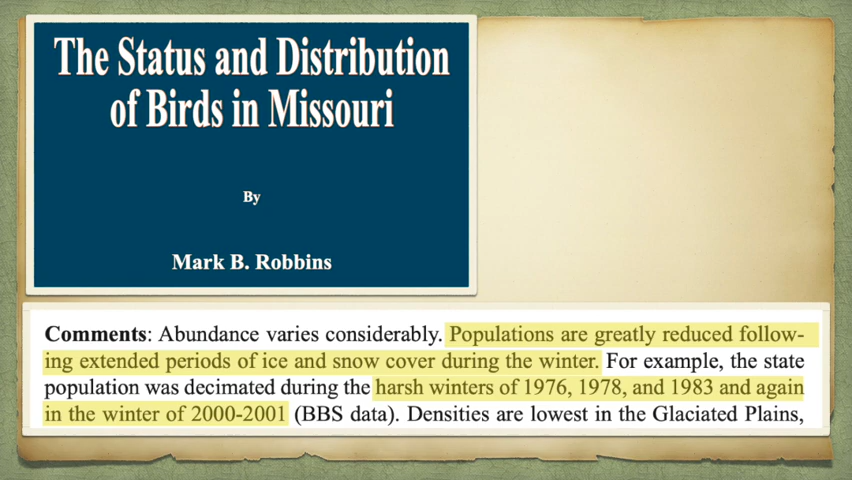 The Status and Distribution
of Birds in Missouri
By
Mark B. Robbins
Comments: Abundance varies considerably. Populations are greatly reduced follow-
ing extended periods of ice and snow cover during the winter. For example, the state
population was decimated during the harsh winters of 1976, 1978, and 1983 and again
in the winter of 2000-2001 (BBS data). Densities are lowest in the Glaciated Plains,